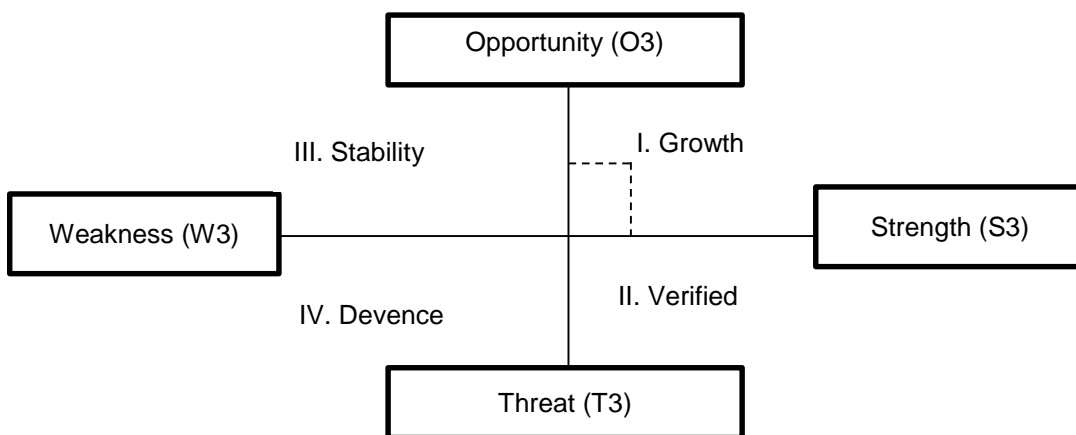 Opportunity (O3)
III. Stability
I. Growth
Weakness (W3)
Strength (S3)
IV. Devence
II. Verified
Threat (T3)